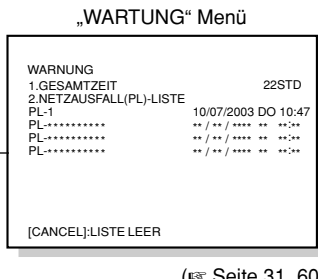 „WARTUNG“ Menü
WARNUNG
1.GESAMTZEIT 22STD
2.NETZAUSFALL(PL)-LISTE
PL-1 10/07/2003 DO 10:47
PL-********** ** / ** / **** ** **:**
PL-********** ** / ** / **** ** **:**
PL-********** ** / ** / **** ** **:**
[CANCEL]:LISTE LEER
(☞ Seite 31, 60